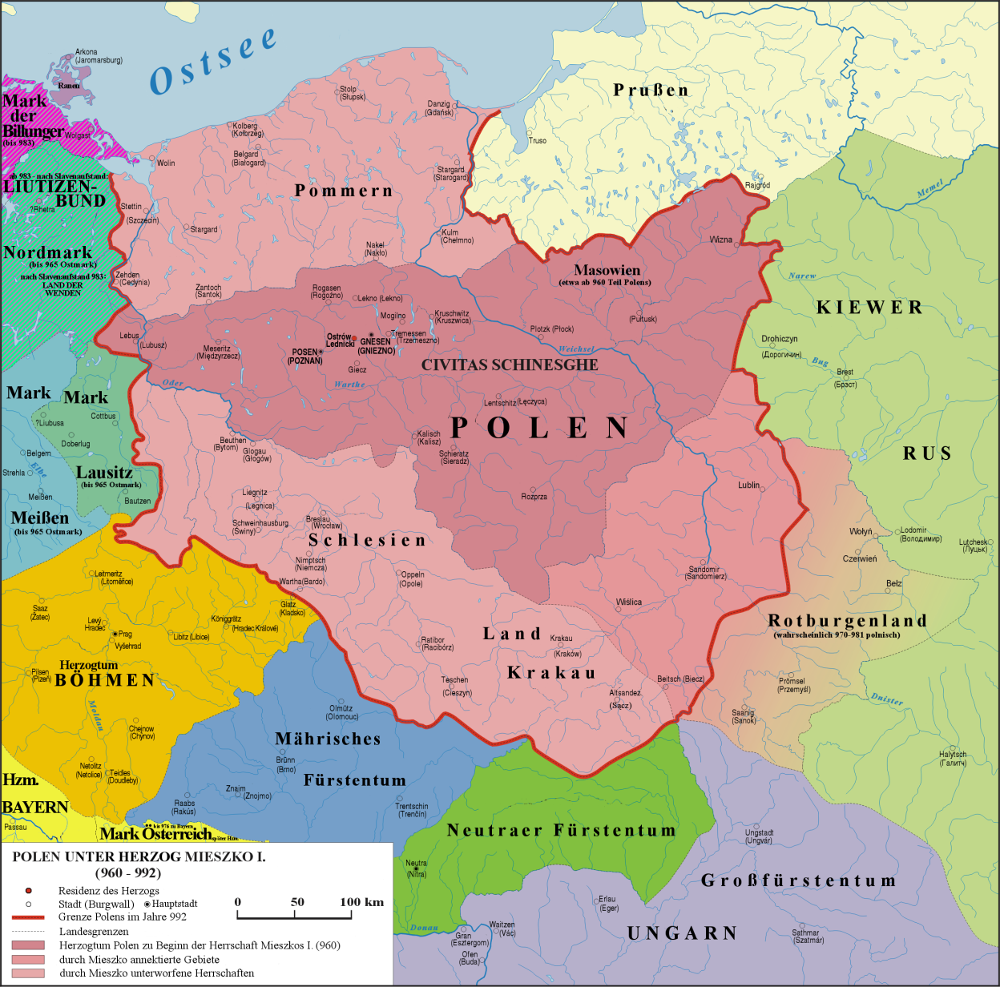 Ostsee
Arkona
(Jaromarsburg)
Ranen
Mark
der
Billunger
(bis 983)
Wolgast
ab 983 – nach Slavenaufstand:
LIUTIZEN-
BUND
?Rhetra
Nordmark
(bis 965 Ostmark)
nach Slavenaufstand 983:
LAND DER
WENDEN
Wolin
Stettin
(Szczecin)
Stargard
Zehden
(Cedynia)
Kolberg
(Kołbrzeg)
Belgard
(Białogard)
Stolp
(Słupsk)
Danzig
(Gdańsk)
Stargard
(Starogard)
Pommern
Kulm
(Chełmno)
Nakel
(Nakło)
Zantoch
(Santok)
Prußen
Truso
Rajgród
Memel
Wizna
Masowien
(etwa ab 960 Teil Polens)
Narew
KIEWER
RUS
Rogasen
(Rogoźno)
Lekno (Łekno)
Mogilno
Kruschwitz
(Kruszwica)
Tremessen
(Trzemeszno)
Ostrów
Lednicki
GNESEN
(GNIEZNO)
POSEN
(POZNAŃ)
Giecz
Meseritz
(Międzyrzecz)
Lebus
(Lubusz)
Plotzk (Płock)
(Pułtusk)
Weichsel
CIVITAS SCHINESGHE
Warthe
Oder
Drohiczyn
(Дорогичин)
Bug
Brest
(Брэст)
Lentschitz (Łęczyca)
POLEN
Kalisch
(Kalisz)
Schieratz
(Sieradz)
Rozprza
Mark
Meißen
(bis 965 Ostmark)
Mark
Lausitz
(bis 965 Ostmark)
?Liubusa
Cottbus
Doberlug
Belgern
Strehla
Elbe
Meißen
Bautzen
Beuthen
(Bytom)
Glogau
(Głogów)
Liegnitz
(Legnica)
Schweinhausburg
(Świny)
Breslau
(Wrocław)
Schlesien
Nimptsch
(Niemcza)
Wartha(Bardo)
Oppeln
(Opole)
Glatz
(Kladsko)
Lublin
Wołyń
Lodomir
(Володимир)
Lutchesk
(Луцьк)
Czerwień
Bełz
Sandomir
(Sandomierz)
Wiślica
Rotburgenland
(wahrscheinlich 970-981 polnisch)
Leitmeritz
(Litoměřice)
Saaz
(Žatec)
Levý
Hradec
Prag
Vyšehrad
Königgrätz
(Hradec Králové)
Libitz (Libice)
Pilsen
(Plzeň)
Herzogtum
BÖHMEN
Moldau
Chejnow
(Chýnov)
Netolitz
(Netolice)
Teidles
(Doudleby)
Land
Krakau
Krakau
(Kraków)
Ratibor
(Racibórz)
Teschen
(Cieszyn)
Altsandez
(Sącz)
Beitsch (Biecz)
Prömsel
(Przemyśl)
Saanig
(Sanok)
Dnister
Halytsch
(Галитч)
Olmütz
(Olomouc)
Mährisches
Fürstentum
Brünn
(Brno)
Znaim
(Znojmo)
Raabs
(Rakús)
Trentschin
(Trenčín)
Hzm.
BAYERN
Passau
bis 976 zu Bayern
Mark Österreich, später Hzm.
Neutraer Fürstentum
Neutra
(Nitra)
Donau
Ungstadt
(Ungvár)
Großfürstentum
UNGARN
Erlau
(Eger)
Waitzen
(Vác)
Gran
(Esztergom)
Ofen
(Buda)
Sathmar
(Szatmár)
POLEN UNTER HERZOG MIESZKO I.
(960 - 992)
Residenz des Herzogs
Stadt (Burgwall) Hauptstadt
Grenze Polens im Jahre 992
Landesgrenzen
Herzogtum Polen zu Beginn der Herrschaft Mieszkos I. (960)
durch Mieszko annektierte Gebiete
durch Mieszko unterworfene Herrschaften
0 50 100 km